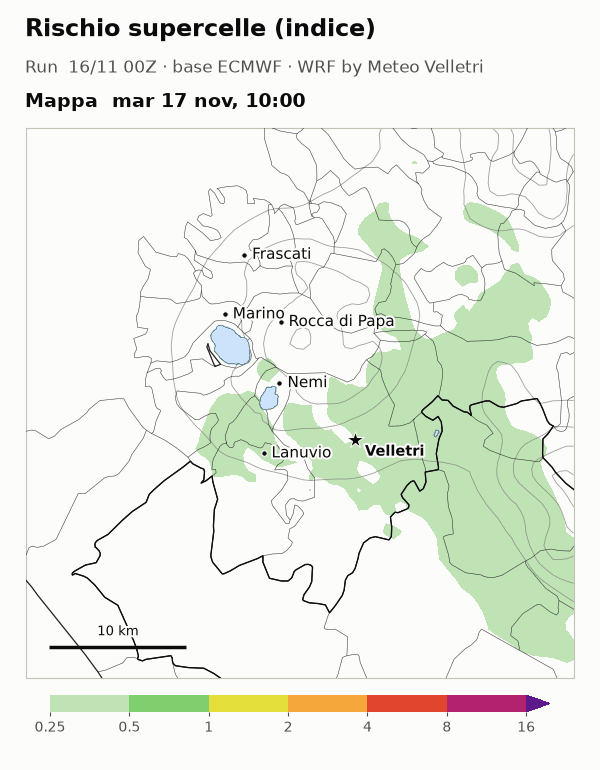 Rischio supercelle (indice)
Run  16/11 00Z · base ECMWF · WRF by Meteo Velletri
Mappa  mar 17 nov, 10:00
Frascati
Marino
Rocca di Papa
Nemi
Velletri
Lanuvio
10 km
0.25 0.5 1 2 4 8 16